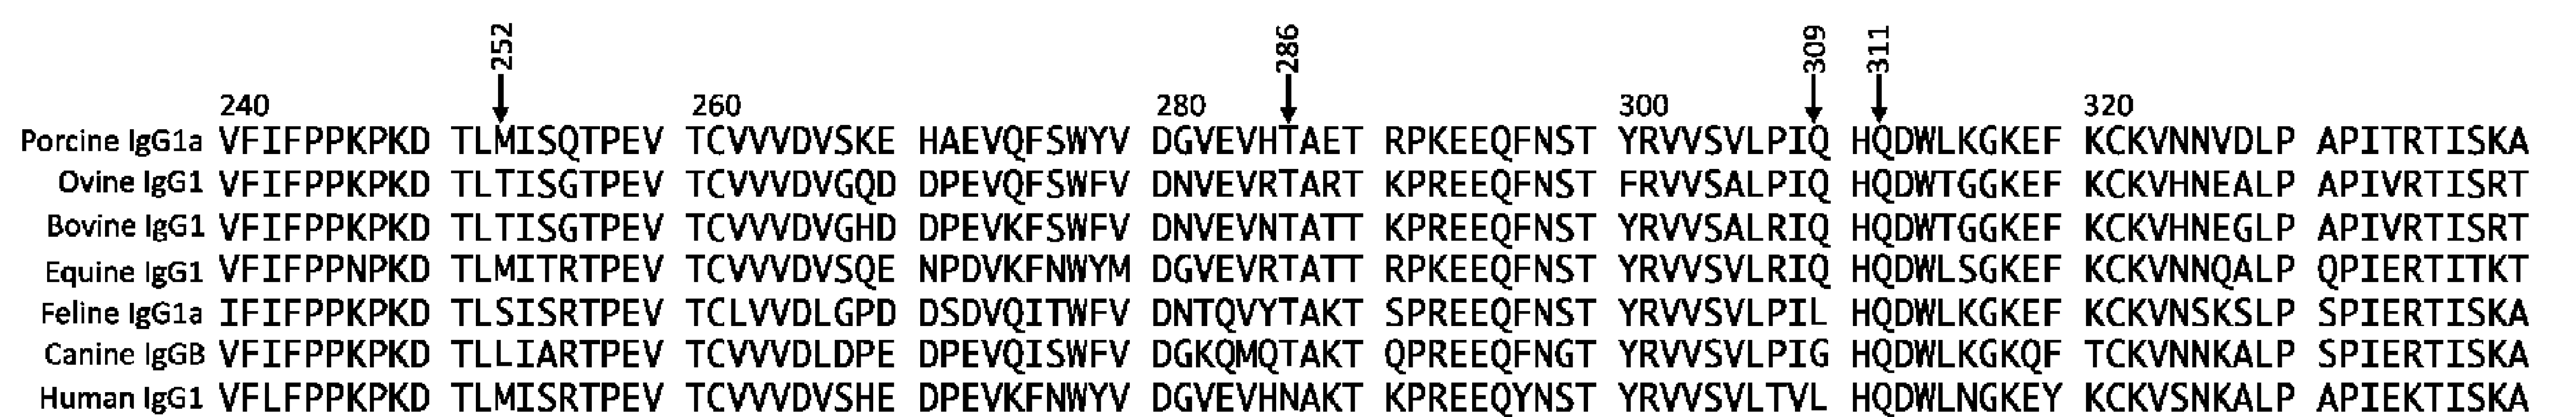 252 286 309 311
240 260 280 300 320
Porcine IgG1a VFIFPPKPKD TLMISQTPEV TCVVVDVSKE HAEVQFSWYV DGVEVHTAET RPKEEQFNST YRVVSVLPIQ HQDWLKGKEF KCKVNNVDLP APITRTISKA
Ovine IgG1 VFIFPPKPKD TLTISGTPEV TCVVVDVGQD DPEVQFSWFV DNVEVRTART KPREEQFNST FRVVSALPIQ HQDWTGGKEF KCKVHNEALP APIVRTISRT
Bovine IgG1 VFIFPPKPKD TLTISGTPEV TCVVVDVGHD DPEVKFSWFV DNVEVNTATT KPREEQFNST YRVVSALRIQ HQDWTGGKEF KCKVHNEGLP APIVRTISRT
Equine IgG1 VFIFPPNPKD TLMITRTPEV TCVVVDVSQE NPDVKFNWYM DGVEVRTATT RPKEEQFNST YRVVSVLRIQ HQDWLSGKEF KCKVNNQALP QPIERTITKT
Feline IgG1a IFIFPPKPKD TLSISRTPEV TCLVVDLGPD DSDVQITWFV DNTQVYTAKT SPREEQFNST YRVVSVLPIL HQDWLKGKEF KCKVNSKSLP SPIERTISKA
Canine IgGB VFIFPPKPKD TLLIARTPEV TCVVVDLDPE DPEVQISWFV DGKQMQTAKT QPREEQFNGT YRVVSVLPIG HQDWLKGKQF TCKVNNKALP SPIERTISKA
Human IgG1 VFLFPPKPKD TLMISRTPEV TCVVVDVSHE DPEVKFNWYV DGVEVHNAKT KPREEQYNST YRVVSVLTVL HQDWLNGKEY KCKVSNKALP APIEKTISKA